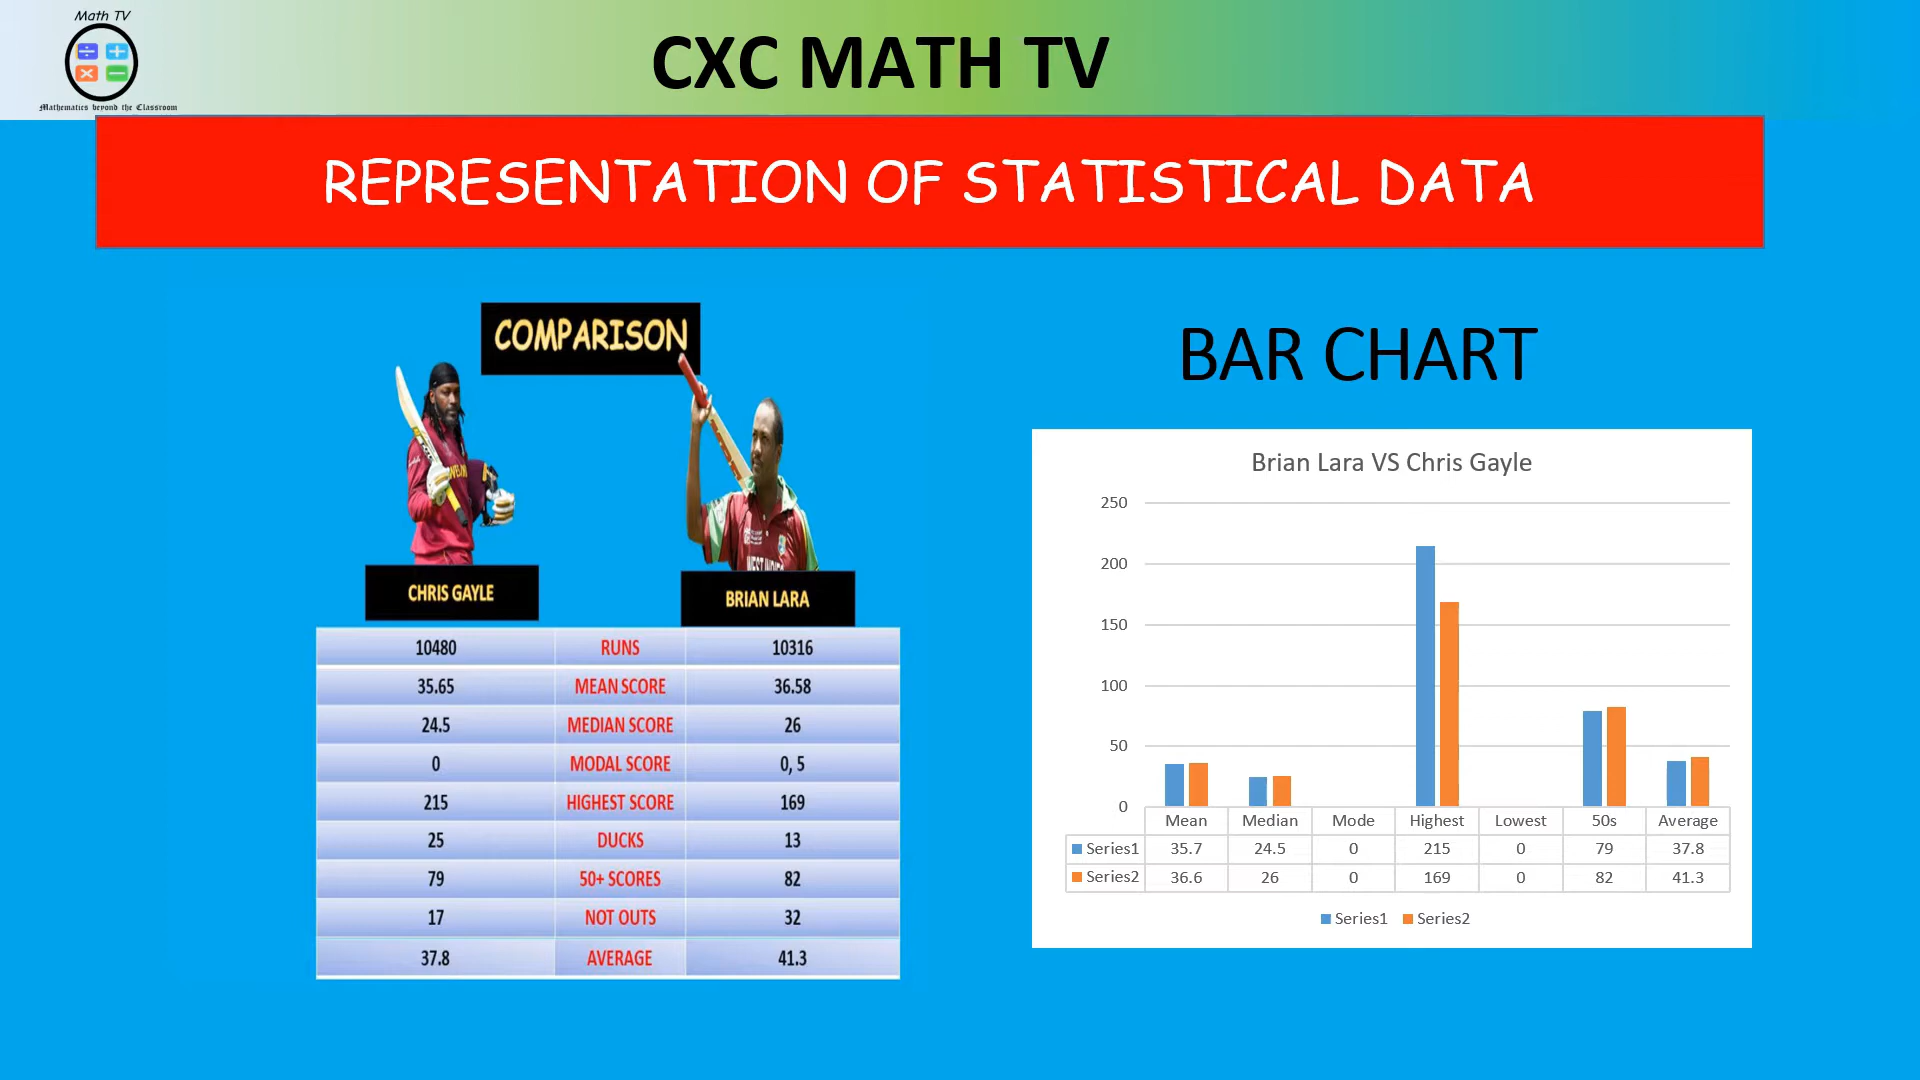 Math TV
Mathematics beyond the Classroom
CXC MATH TV
REPRESENTATION OF STATISTICAL DATA
COMPARISON
CHRIS GAYLE
BRIAN LARA
10480 RUNS 10316
35.65 MEAN SCORE 36.58
24.5 MEDIAN SCORE 26
0 MODAL SCORE 0, 5
215 HIGHEST SCORE 169
25 DUCKS 13
79 50+ SCORES 82
17 NOT OUTS 32
37.8 AVERAGE 41.3
BAR CHART
Brian Lara VS Chris Gayle
250
200
150
100
50
0
Mean Median Mode Highest Lowest 50s Average
Series1 35.7 24.5 0 215 0 79 37.8
Series2 36.6 26 0 169 0 82 41.3
Series1 Series2